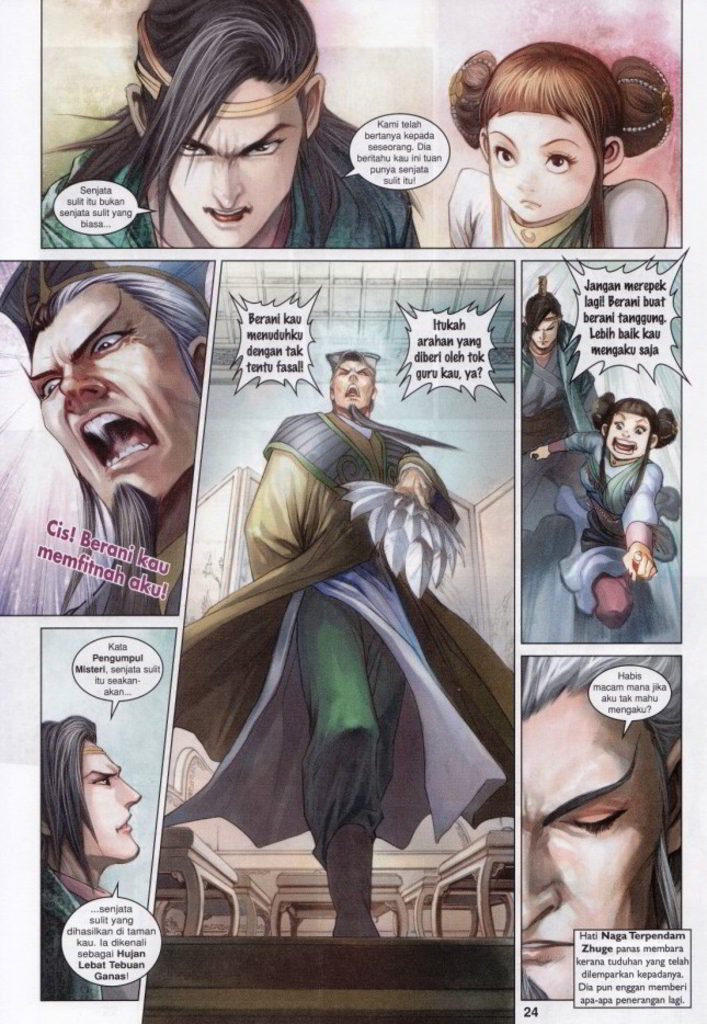 Senjata
sulit itu bukan
senjata sulit yang
biasa...
Kami telah
bertanya kepada
seseorang. Dia
beritahu kau ini tuan
punya senjata
sulit itu!
Cis! Berani kau
memfitnah aku!
Berani kau
menuduhku
dengan tak
tentu fasal!
Itukah
arahan yang
diberi oleh tok
guru kau, ya?
Jangan merepek
lagi! Berani buat
berani tanggung.
Lebih baik kau
mengaku saja
Kata
Pengumpul
Misteri, senjata sulit
itu seakan-
akan...
...senjata
sulit yang
dihasilkan di taman
kau. Ia dikenali
sebagai Hujan
Lebat Tebuan
Ganas!
Habis
macam mana jika
aku tak mahu
mengaku?
Hati Naga Terpendam
Zhuge panas membara
kerana tuduhan yang telah
dilemparkan kepadanya.
Dia pun enggan memberi
apa-apa penerangan lagi.
24